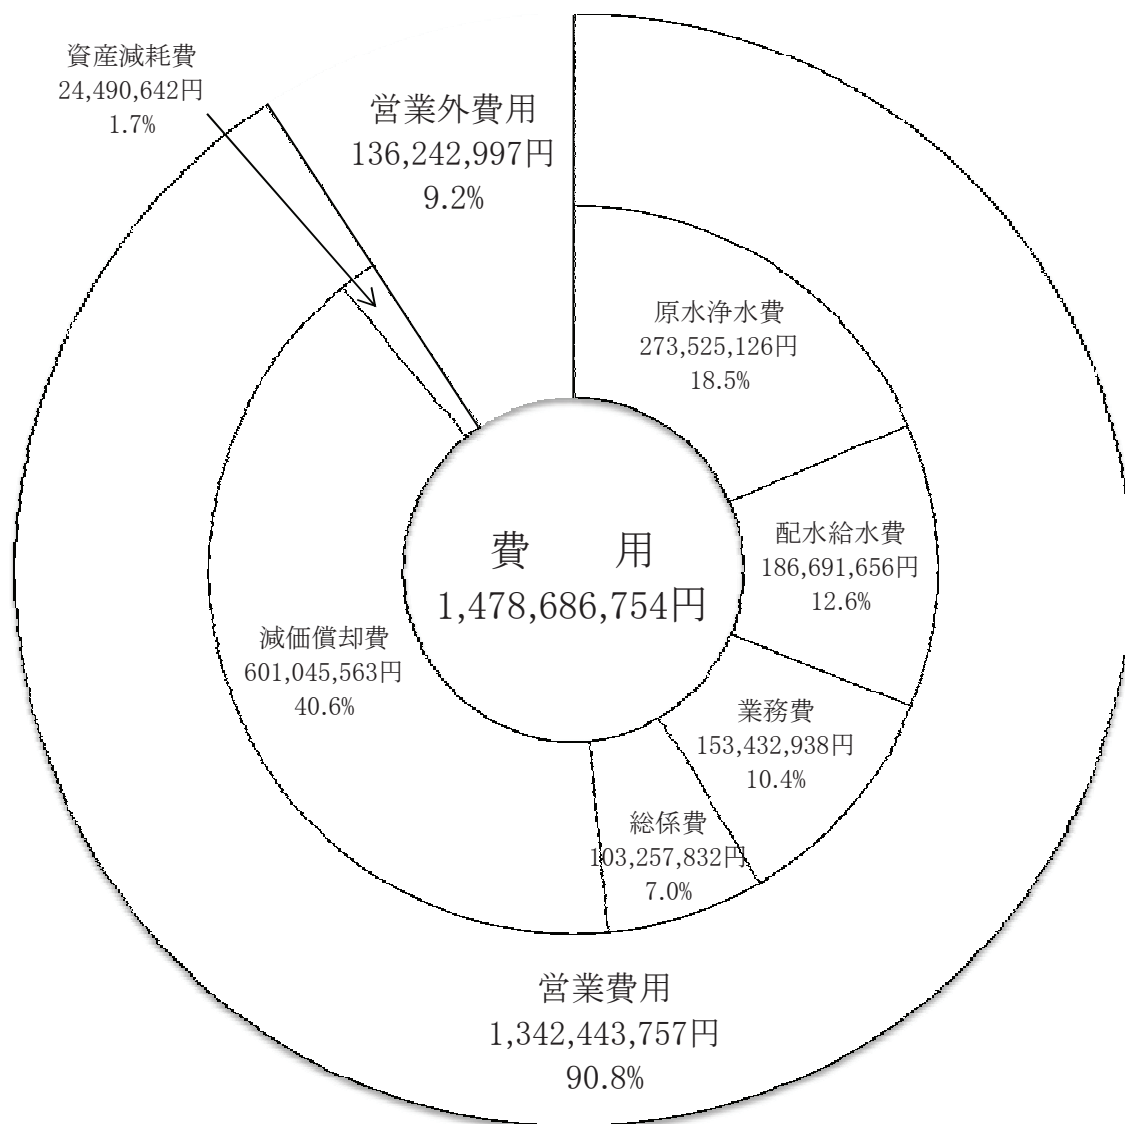 資産減耗費
24,490,642円
1.7%
営業外費用
136,242,997円
9.2%
原水浄水費
273,525,126円
18.5%
配水給水費
186,691,656円
12.6%
費　　用
1,478,686,754円
減価償却費
601,045,563円
40.6%
業務費
153,432,938円
10.4%
総係費
103,257,832円
7.0%
営業費用
1,342,443,757円
90.8%